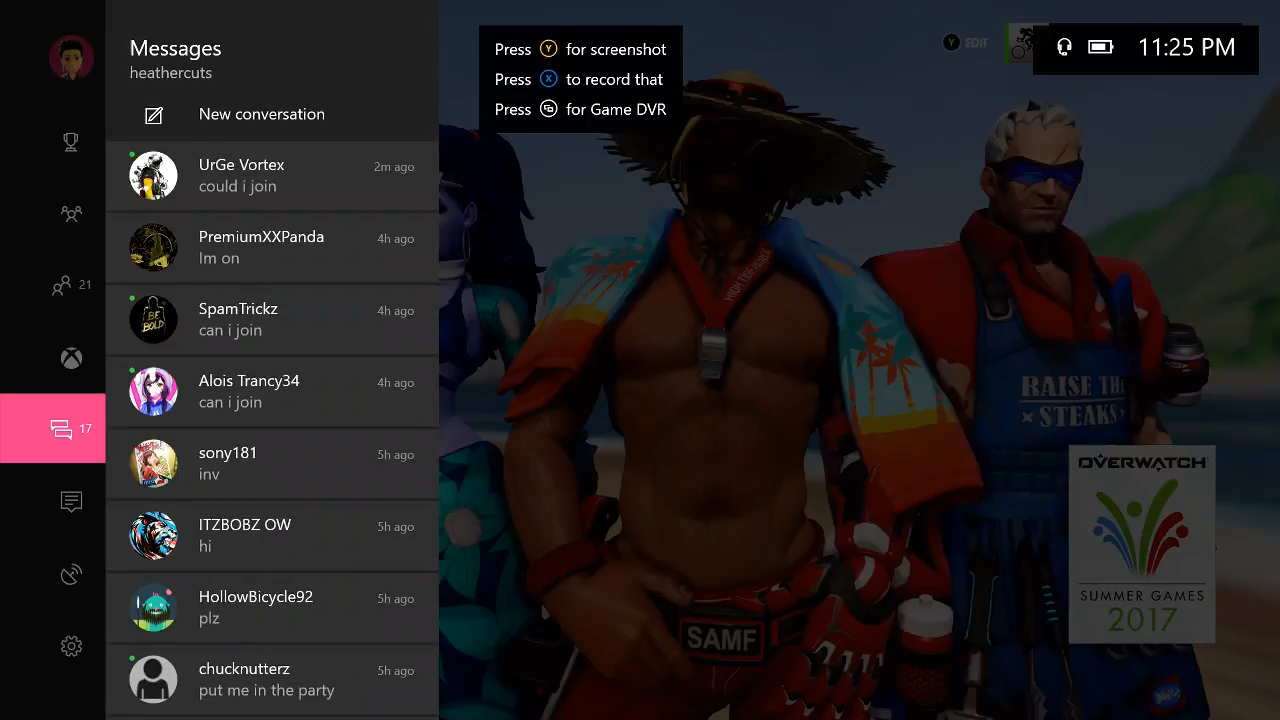 Messages
heathercuts
New conversation
UrGe Vortex
2m ago
could i join
PremiumXXPanda
4h ago
Im on
SpamTrickz
4h ago
can i join
Alois Trancy34
4h ago
can i join
sony181
5h ago
inv
ITZBOBZ OW
5h ago
hi
HollowBicycle92
5h ago
plz
chucknutterz
5h ago
put me in the party
21
17
Press Y for screenshot
Press X to record that
Press for Game DVR
Y EDIT
11:25 PM
BE
BOLD
RAISE THE
STEAKS
SAMF
OVERWATCH
SUMMER GAMES
2017